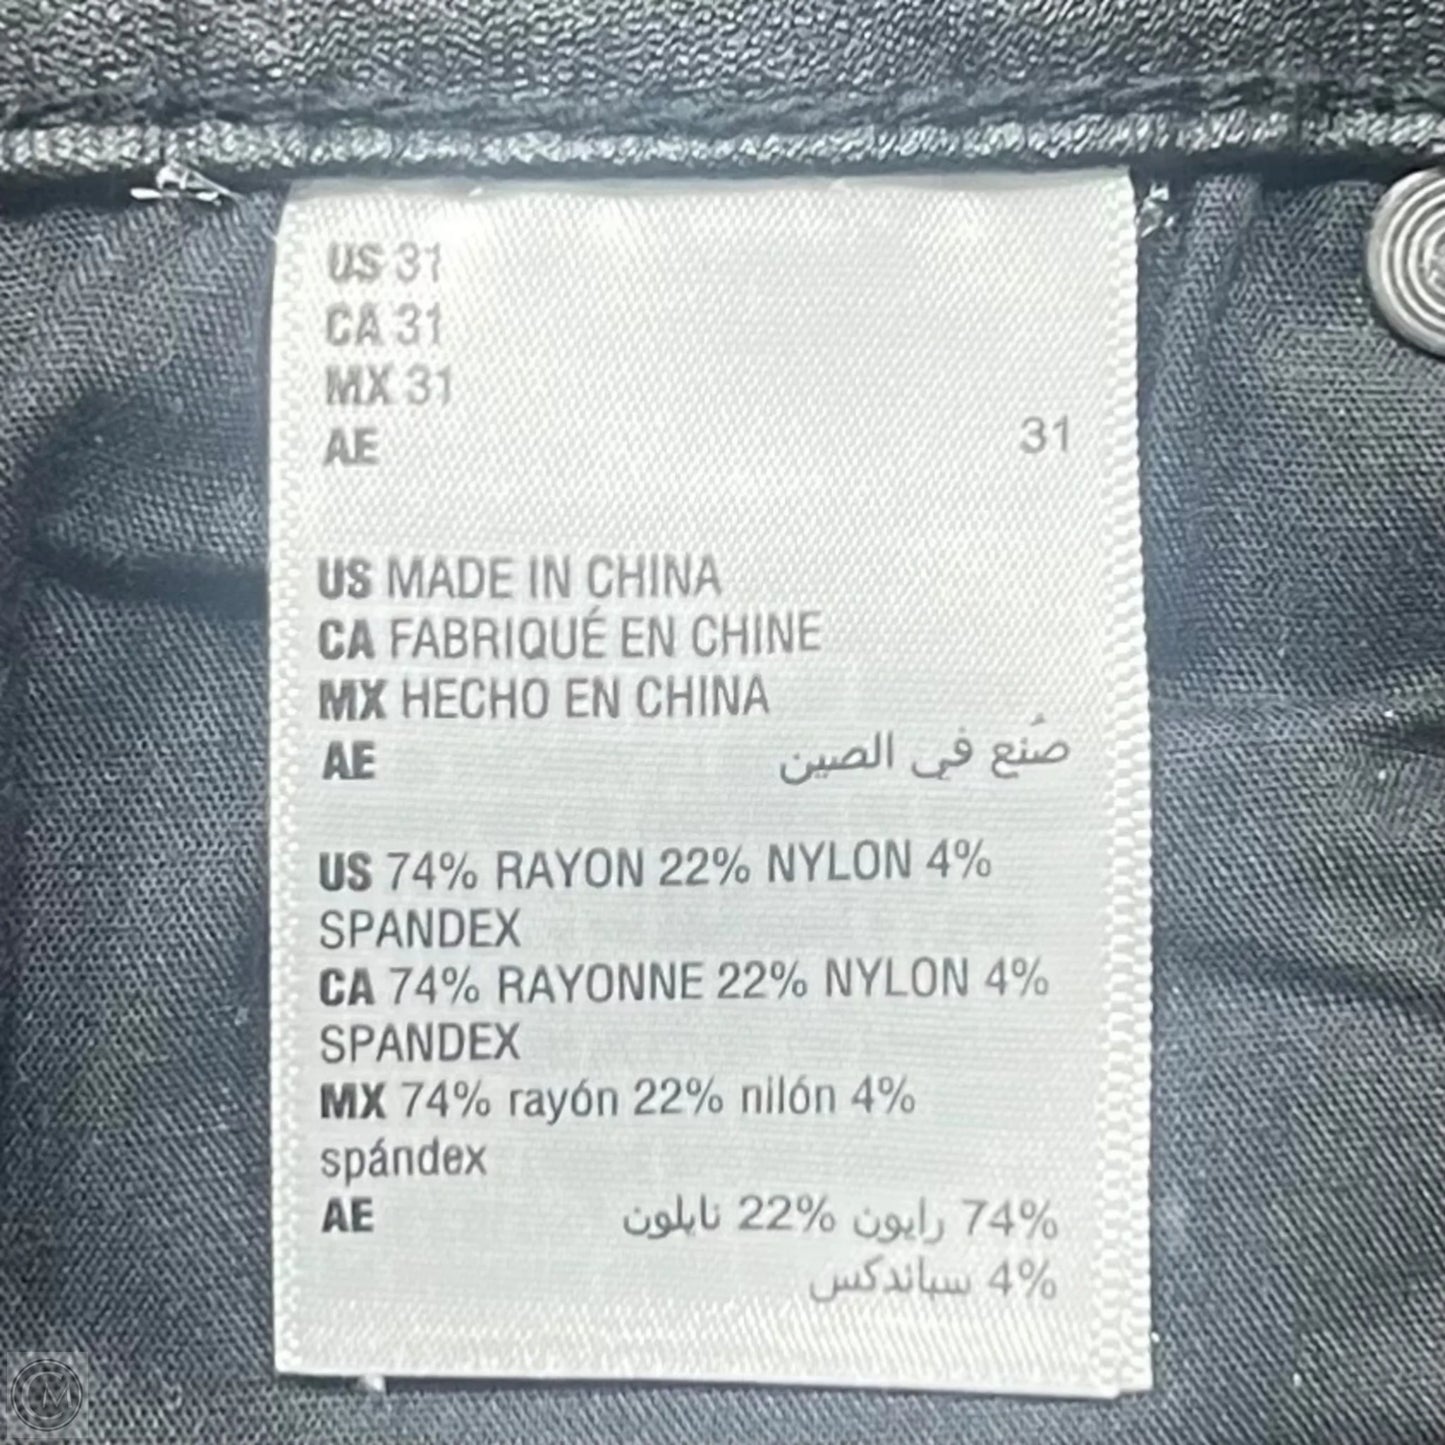 US 31
CA 31
MX 31
AE 31
US MADE IN CHINA
CA FABRIQUÉ EN CHINE
MX HECHO EN CHINA
AE صُنع في الصين
US 74% RAYON 22% NYLON 4%
SPANDEX
CA 74% RAYONNE 22% NYLON 4%
SPANDEX
MX 74% rayón 22% nilón 4%
spándex
AE 74% رايون 22% نايلون
4% سباندكس
CM